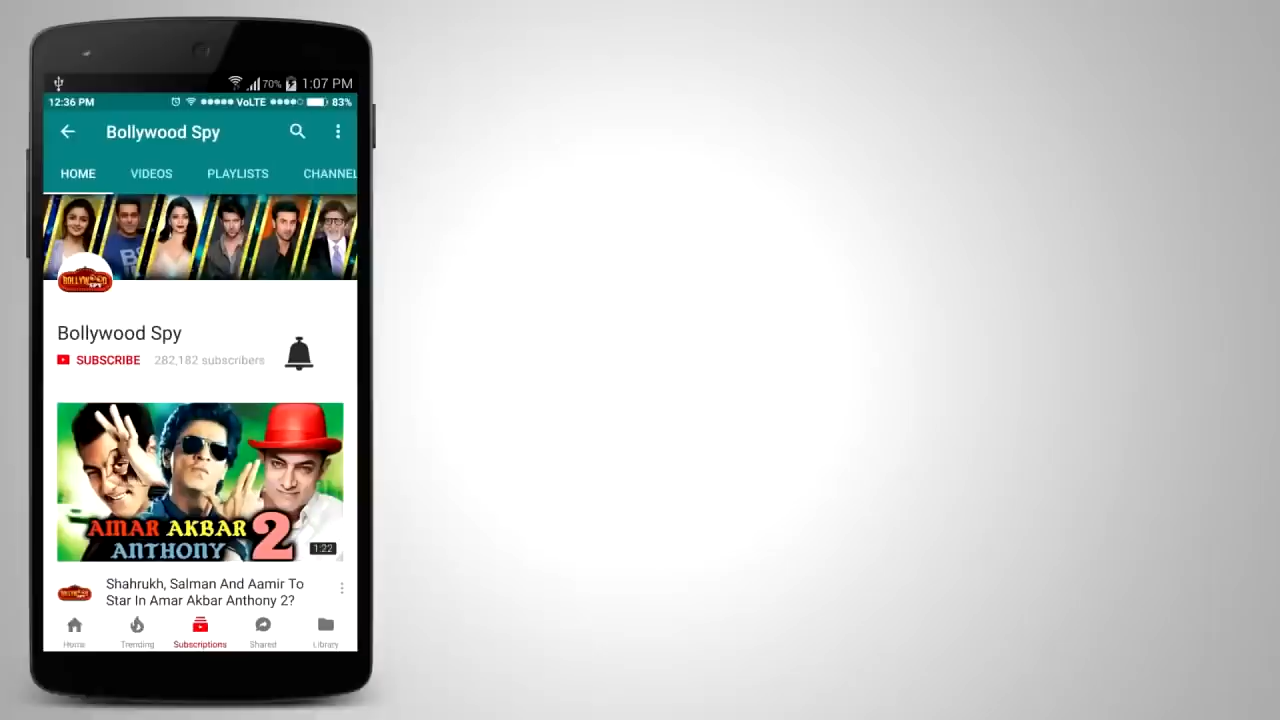 70% 1:07 PM
12:36 PM VoLTE 83%
Bollywood Spy
HOME VIDEOS PLAYLISTS CHANNEL
BOLLYWOOD
SPY
Bollywood Spy
SUBSCRIBE 282,182 subscribers
AMAR AKBAR
ANTHONY 2
1:22
Shahrukh, Salman And Aamir To
Star In Amar Akbar Anthony 2?
Home Trending Subscriptions Shared Library